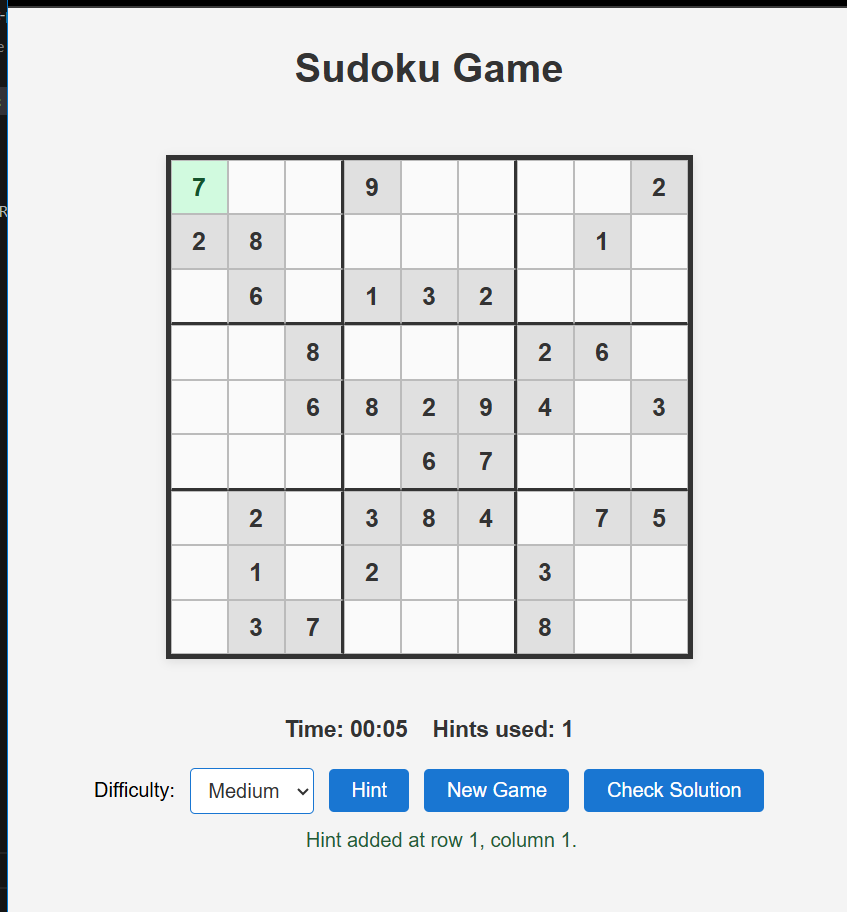 Sudoku Game
7 9 2
2 8 1
6 1 3 2
8 2 6
6 8 2 9 4 3
6 7
2 3 8 4 7 5
1 2 3
3 7 8
Time: 00:05 Hints used: 1
Difficulty: Medium Hint New Game Check Solution
Hint added at row 1, column 1.